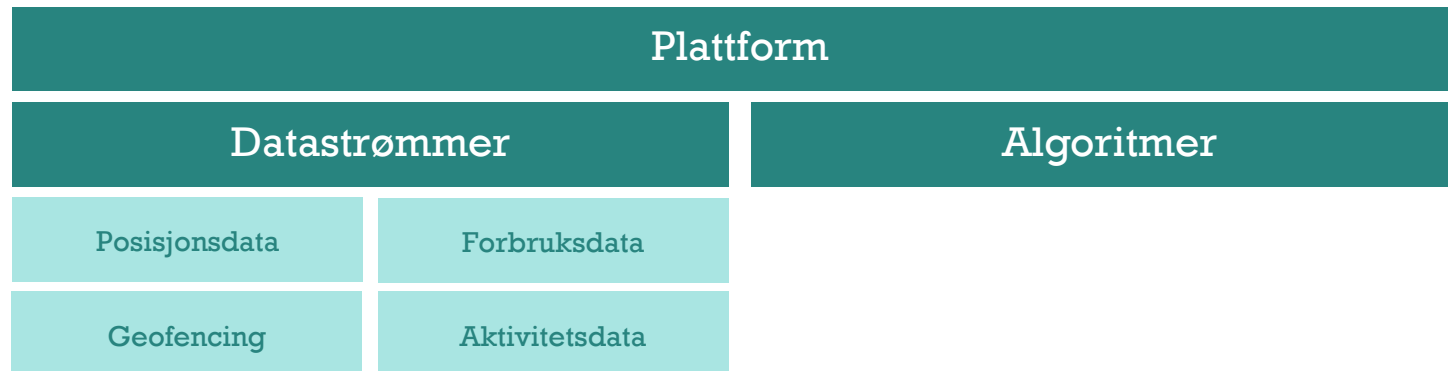 Plattform
Datastrømmer
Algoritmer
Posisjonsdata
Forbruksdata
Geofencing
Aktivitetsdata